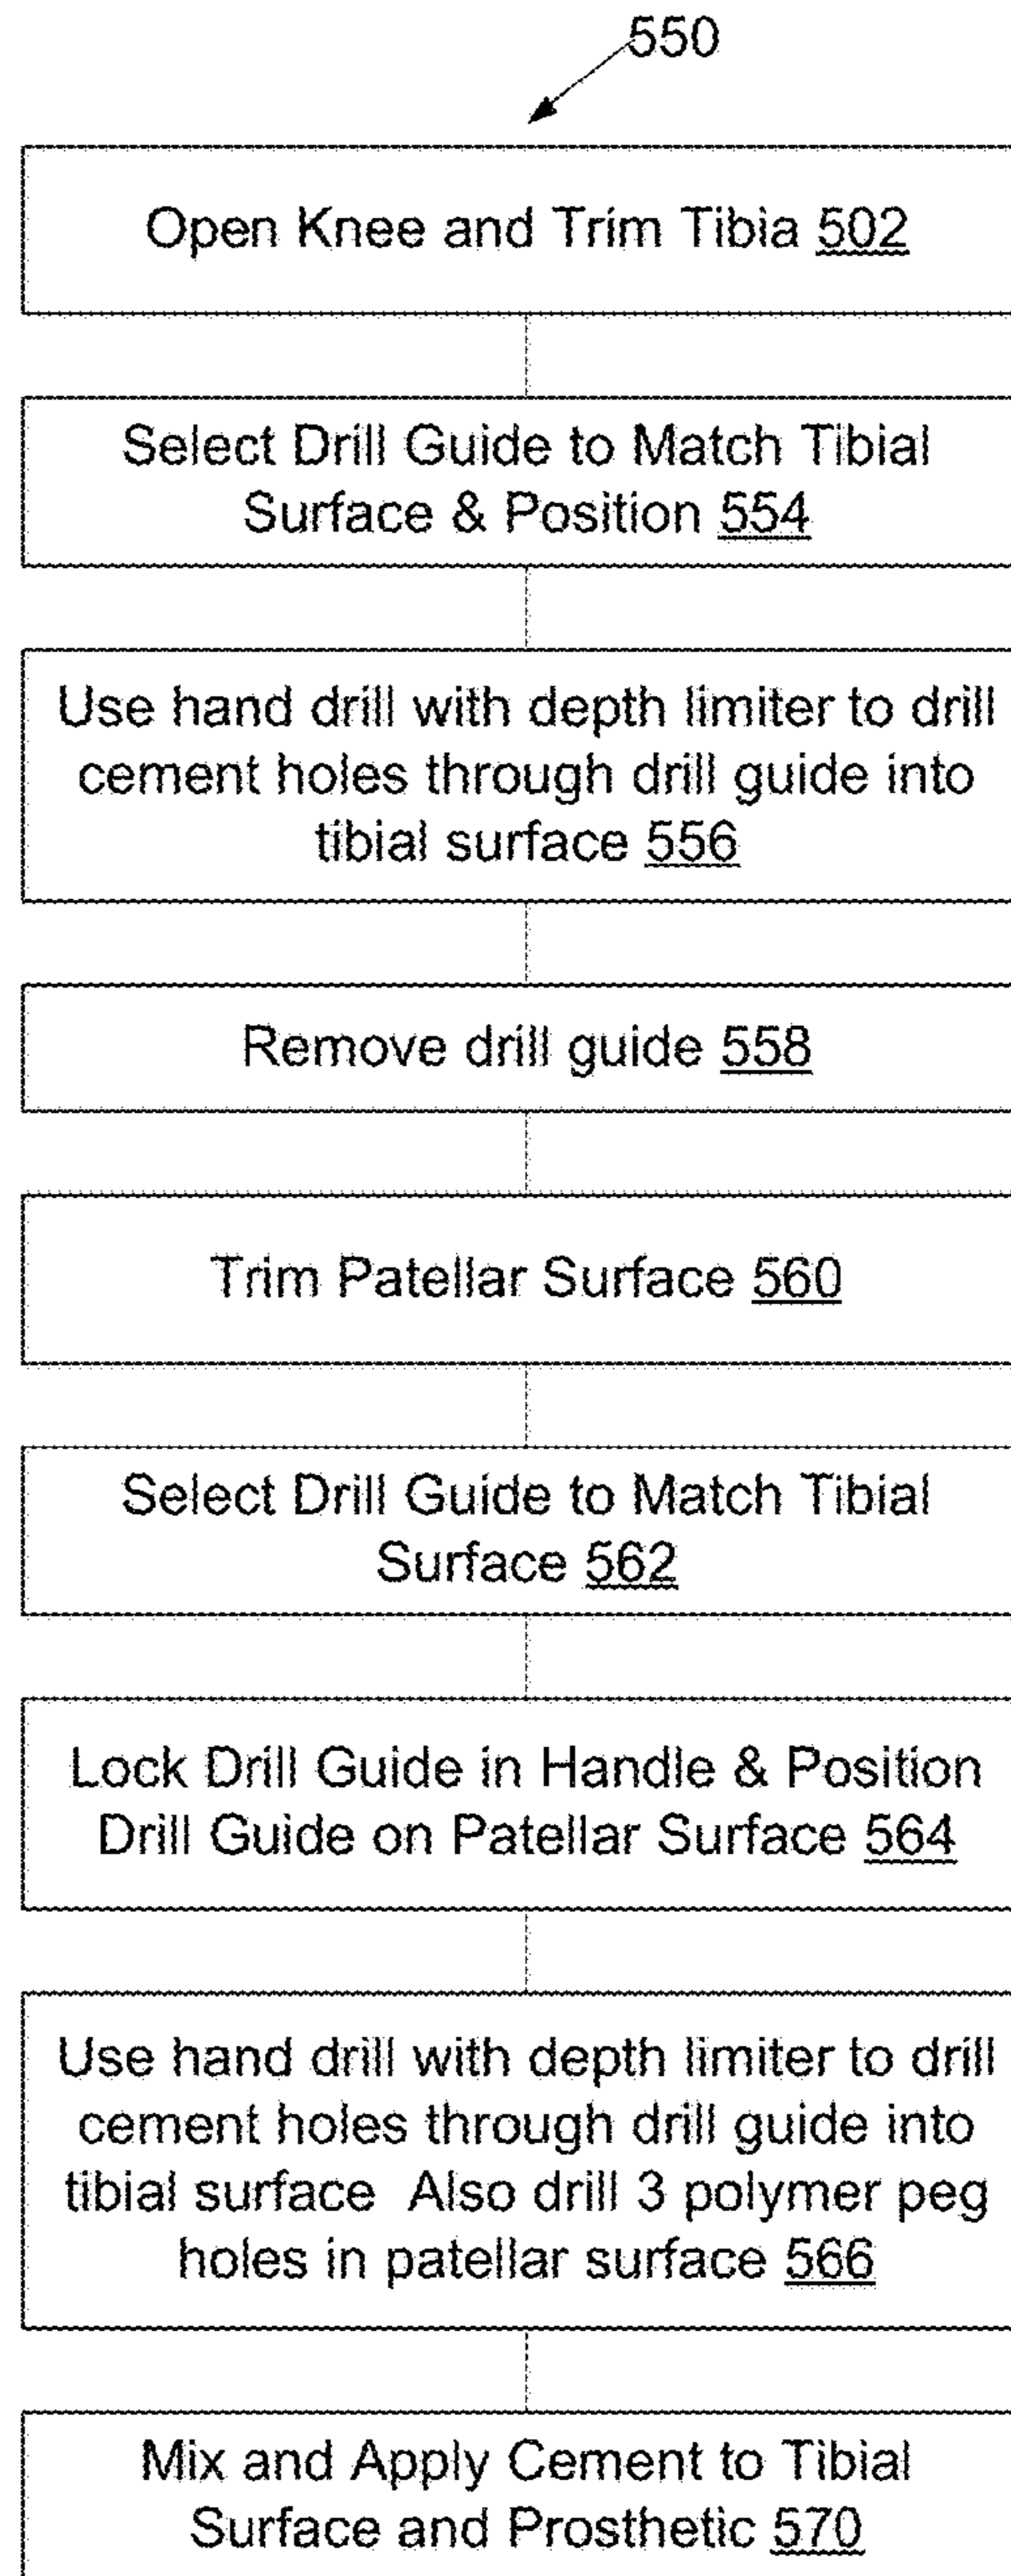 550
Open Knee and Trim Tibia 502
Select Drill Guide to Match Tibial
Surface & Position 554
Use hand drill with depth limiter to drill
cement holes through drill guide into
tibial surface 556
Remove drill guide 558
Trim Patellar Surface 560
Select Drill Guide to Match Tibial
Surface 562
Lock Drill Guide in Handle & Position
Drill Guide on Patellar Surface 564
Use hand drill with depth limiter to drill
cement holes through drill guide into
tibial surface  Also drill 3 polymer peg
holes in patellar surface 566
Mix and Apply Cement to Tibial
Surface and Prosthetic 570